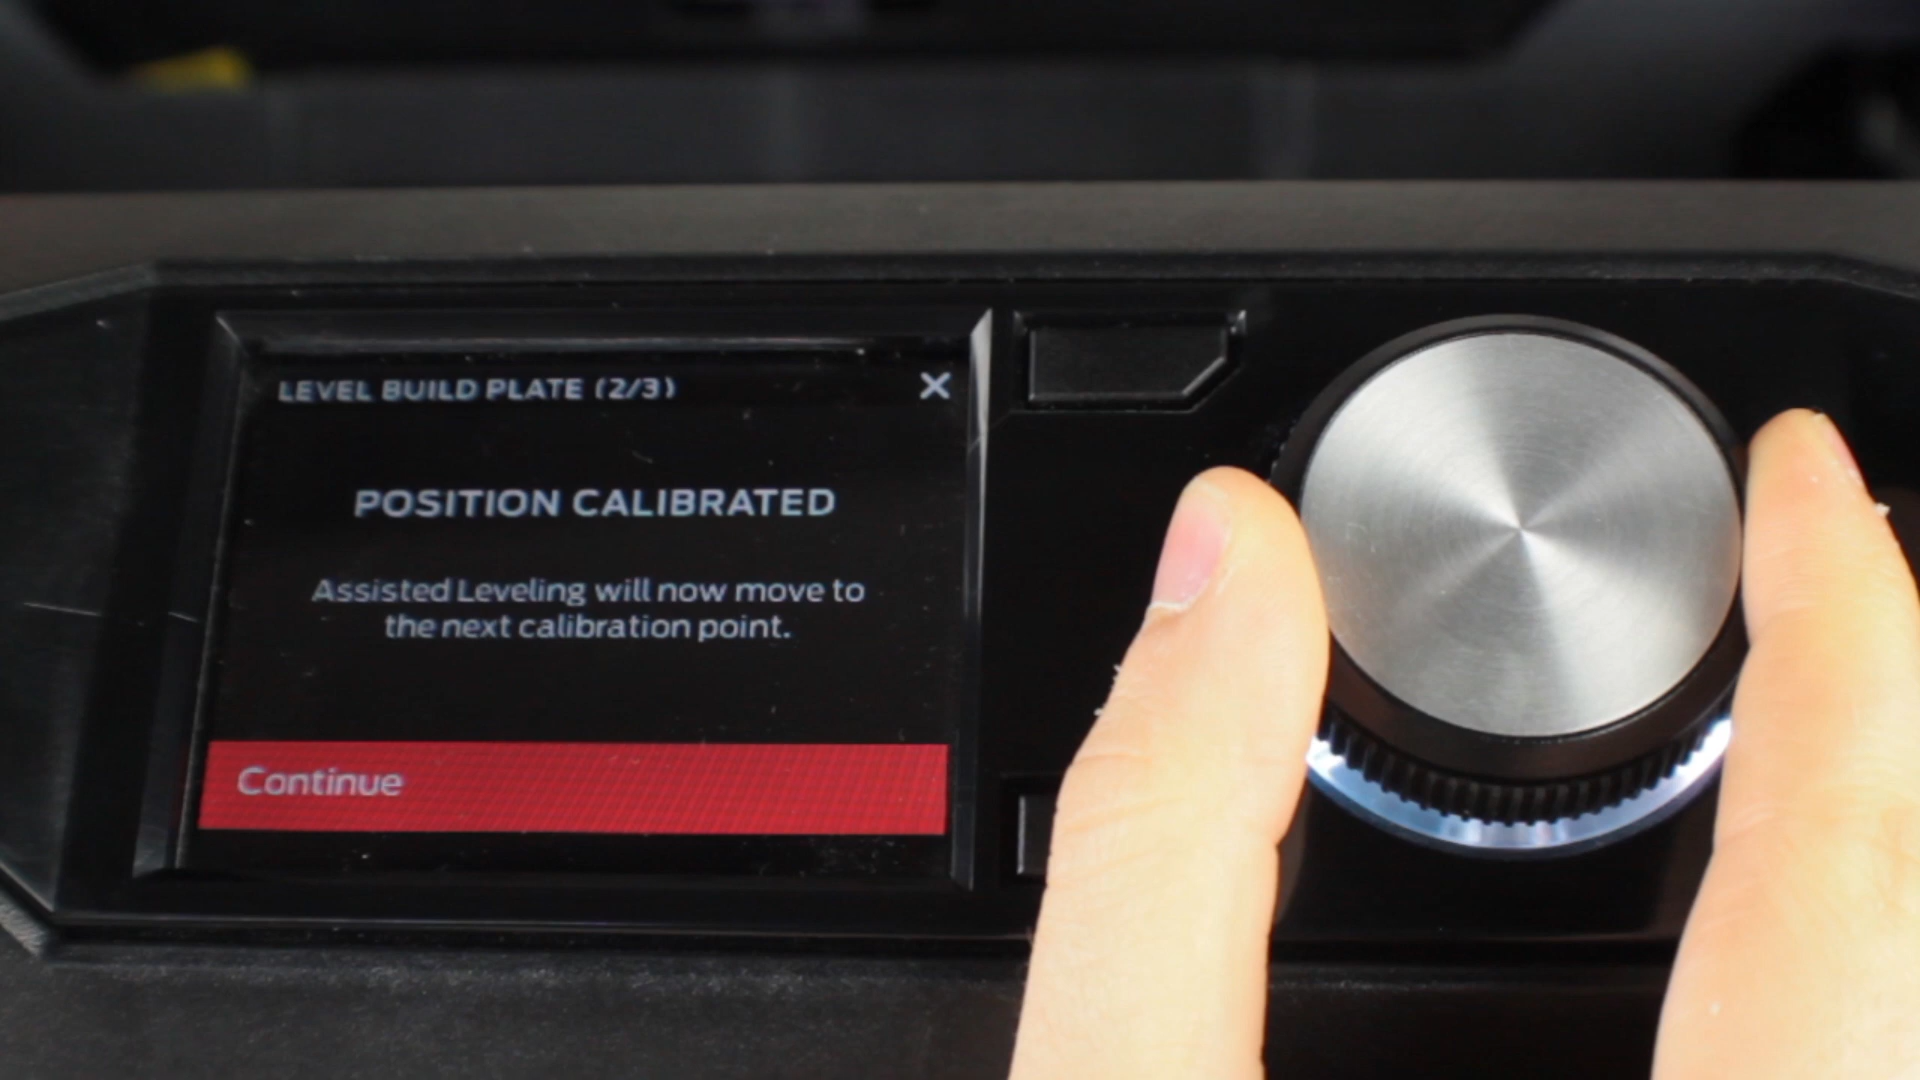 LEVEL BUILD PLATE (2/3) X
POSITION CALIBRATED
Assisted Leveling will now move to
the next calibration point.
Continue